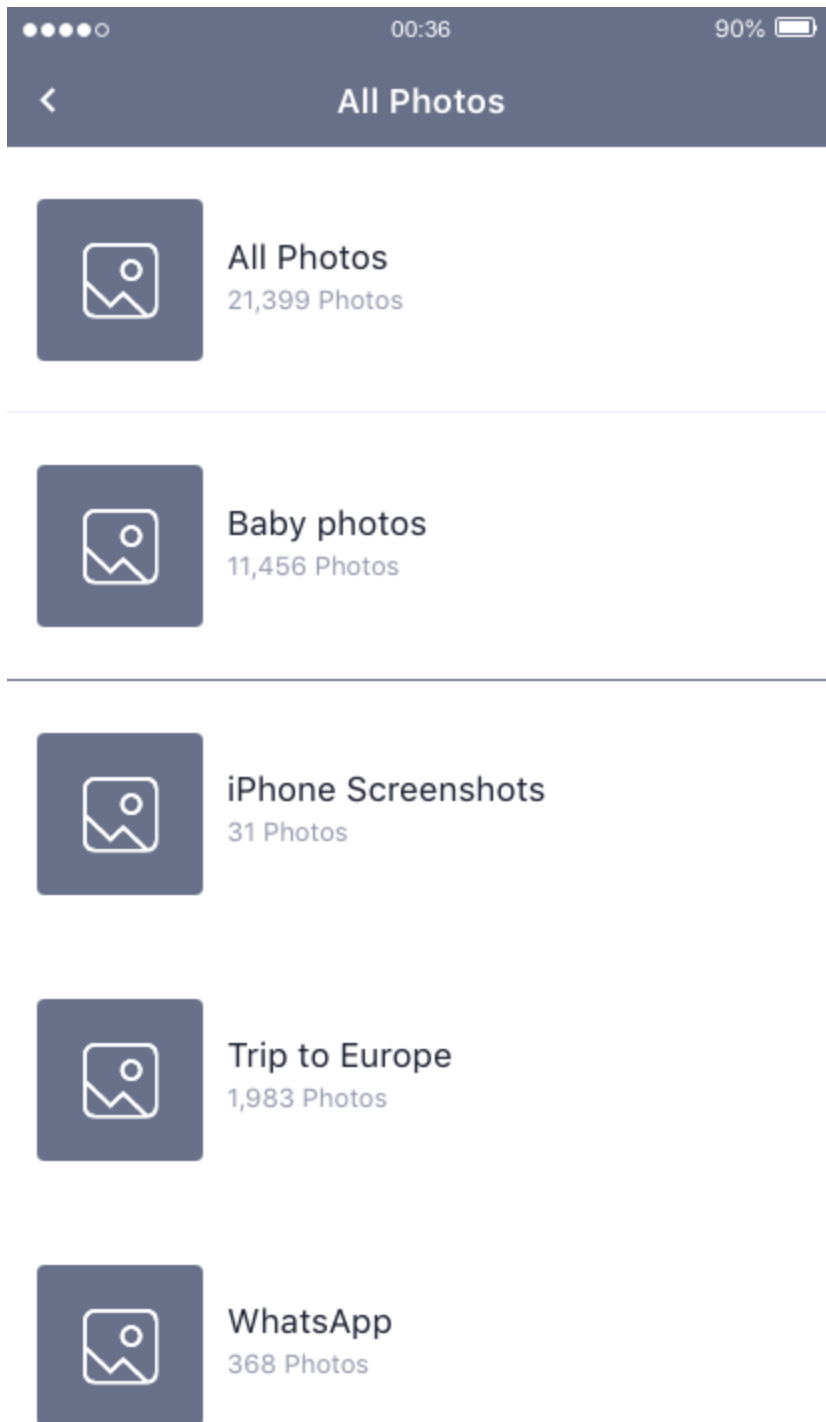 00:36
90%
All Photos
All Photos
21,399 Photos
Baby photos
11,456 Photos
iPhone Screenshots
31 Photos
Trip to Europe
1,983 Photos
WhatsApp
368 Photos